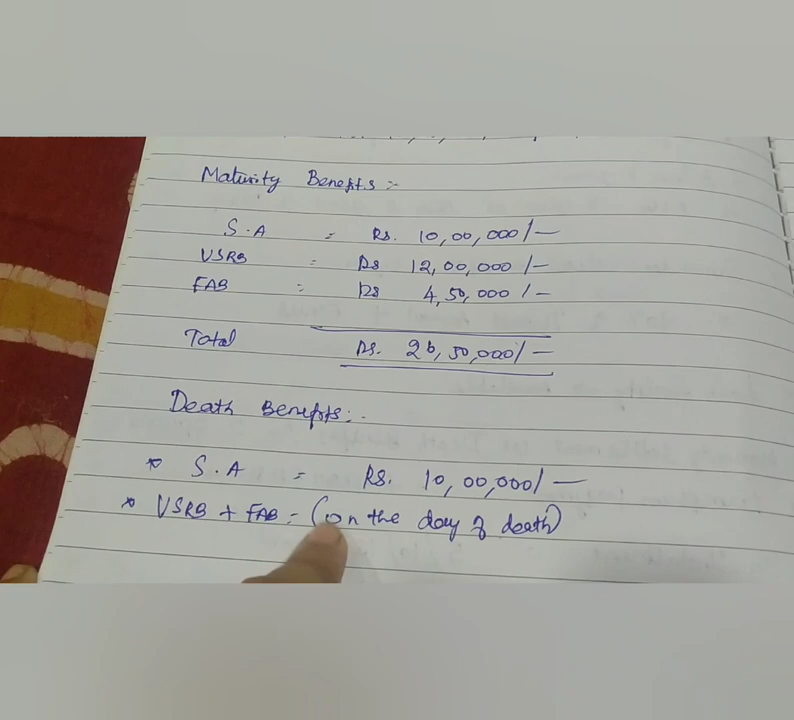 Maturity Benefits :-
S.A = Rs. 10,00,000/-
VSRB = Rs 12,00,000/-
FAB = Rs 4,50,000/-
Total Rs. 26,50,000/-
Death Benefits:-
* S.A = Rs. 10,00,000/-
* VSRB + FAB = (on the day of death)